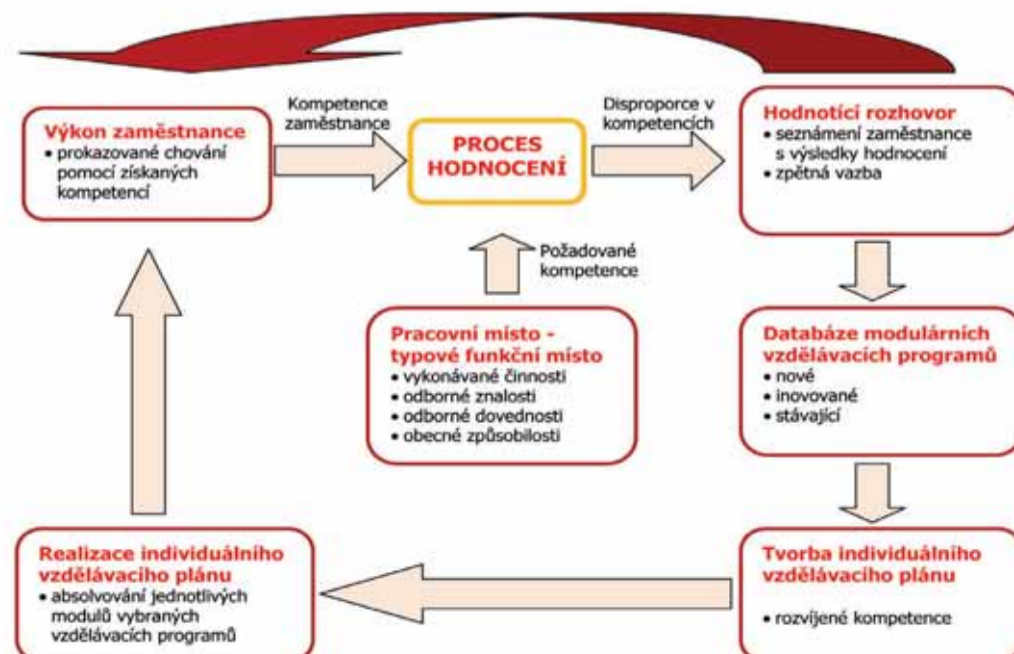 Výkon zaměstnance
• prokazované chování
pomocí získaných
kompetencí
Kompetence
zaměstnance
PROCES
HODNOCENÍ
Disproporce v
kompetencích
Hodnotící rozhovor
• seznámení zaměstnance
s výsledky hodnocení
• zpětná vazba
Požadované
kompetence
Pracovní místo -
typové funkční místo
• vykonávané činnosti
• odborné znalosti
• odborné dovednosti
• obecné způsobilosti
Databáze modulárních
vzdělávacích programů
• nové
• inovované
• stávající
Realizace individuálního
vzdělávacího plánu
• absolvování jednotlivých
modulů vybraných
vzdělávacích programů
Tvorba individuálního
vzdělávacího plánu
• rozvíjené kompetence